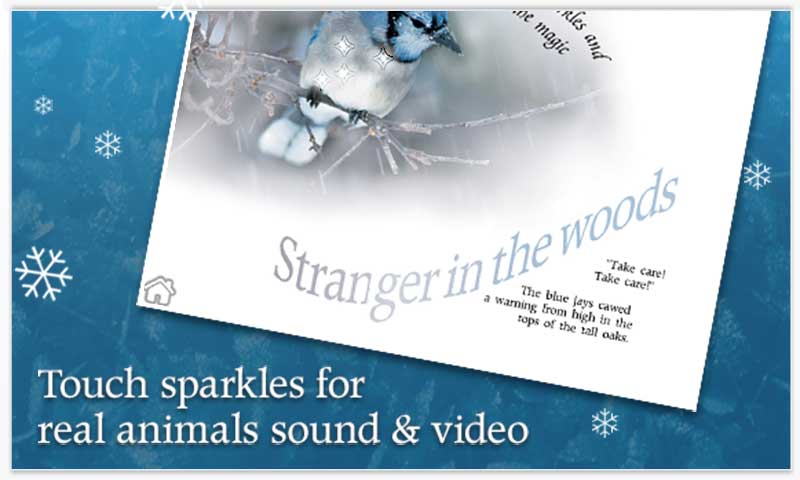 and
the magic
Stranger in the woods
"Take care!
Take care!"
The blue jays cawed
a warning from high in the
tops of the tall oaks.
Touch sparkles for
real animals sound & video